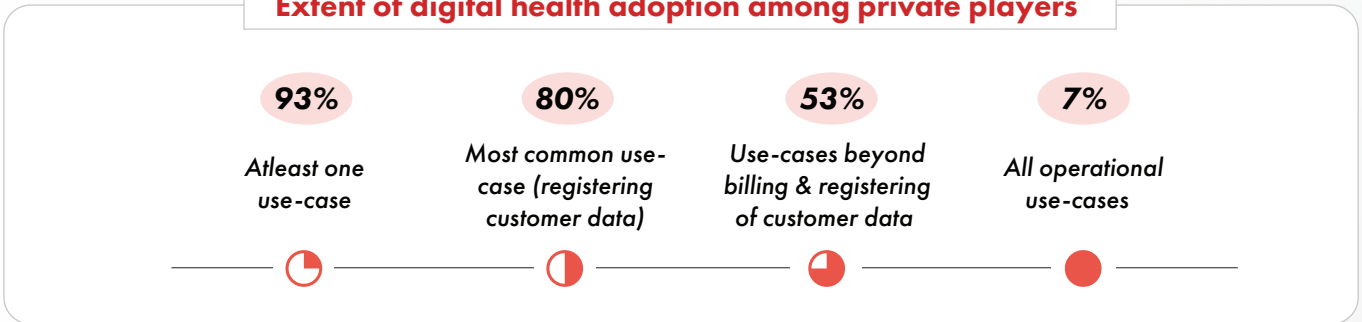 Extent of digital health adoption among private players
93%
Atleast one
use-case
80%
Most common use-
case (registering
customer data)
53%
Use-cases beyond
billing & registering
of customer data
7%
All operational
use-cases